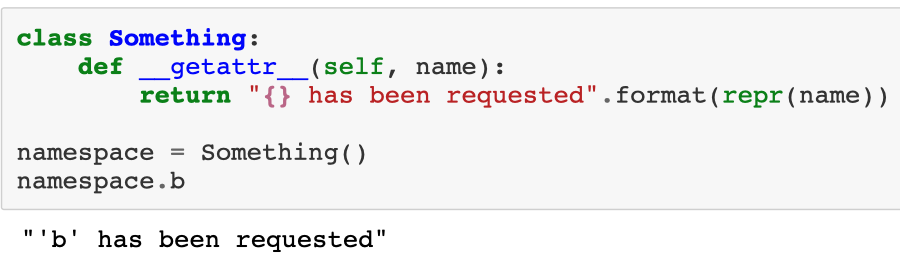 class Something:
    def __getattr__(self, name):
        return "{} has been requested".format(repr(name))

namespace = Something()
namespace.b
"'b' has been requested"